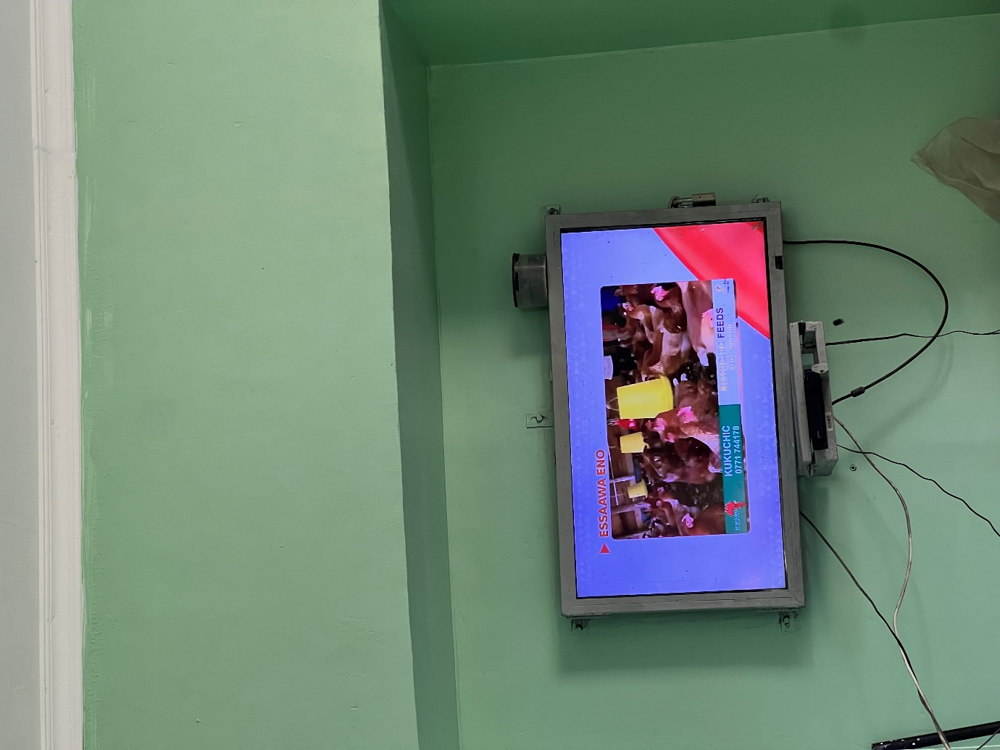 ESSAAWA ENO
KUKUCHIC
0771 744178
KUKUCHIC FEEDS